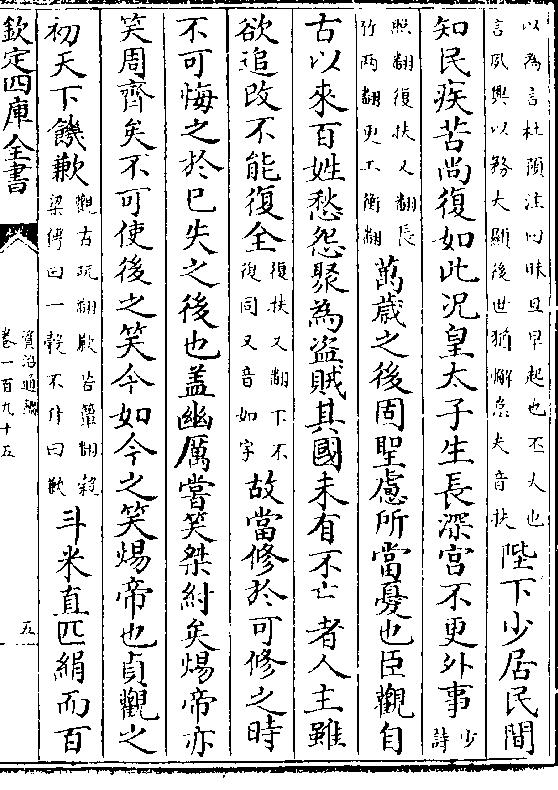 以為言杜預注曰昧旦早起也丕大也
言夙興以務大顯後世猶懈怠夫音扶
陛下少居民間
知民疾苦尚復如此况皇太子生長深宫不更外事
少詩
照翻復扶又翻長
竹兩翻更工衡翻
萬歳之後固聖慮所當憂也臣觀自
古以來百姓愁怨聚為盗賊其國未有不亡者人主雖
欲追改不能復全
復扶又翻下不
復同又音如字
故當修於可修之時
不可悔之於已失之後也盖幽厲嘗笑桀紂矣煬帝亦
笑周齊矣不可使後之笑今如今之笑煬帝也貞觀之
初天下饑歉
觀古玩翻歉苦簟翻穀
梁傳曰一穀不升曰歉
斗米直匹絹而百
欽定四庫全書
資治通鑑
卷一百九十五
五